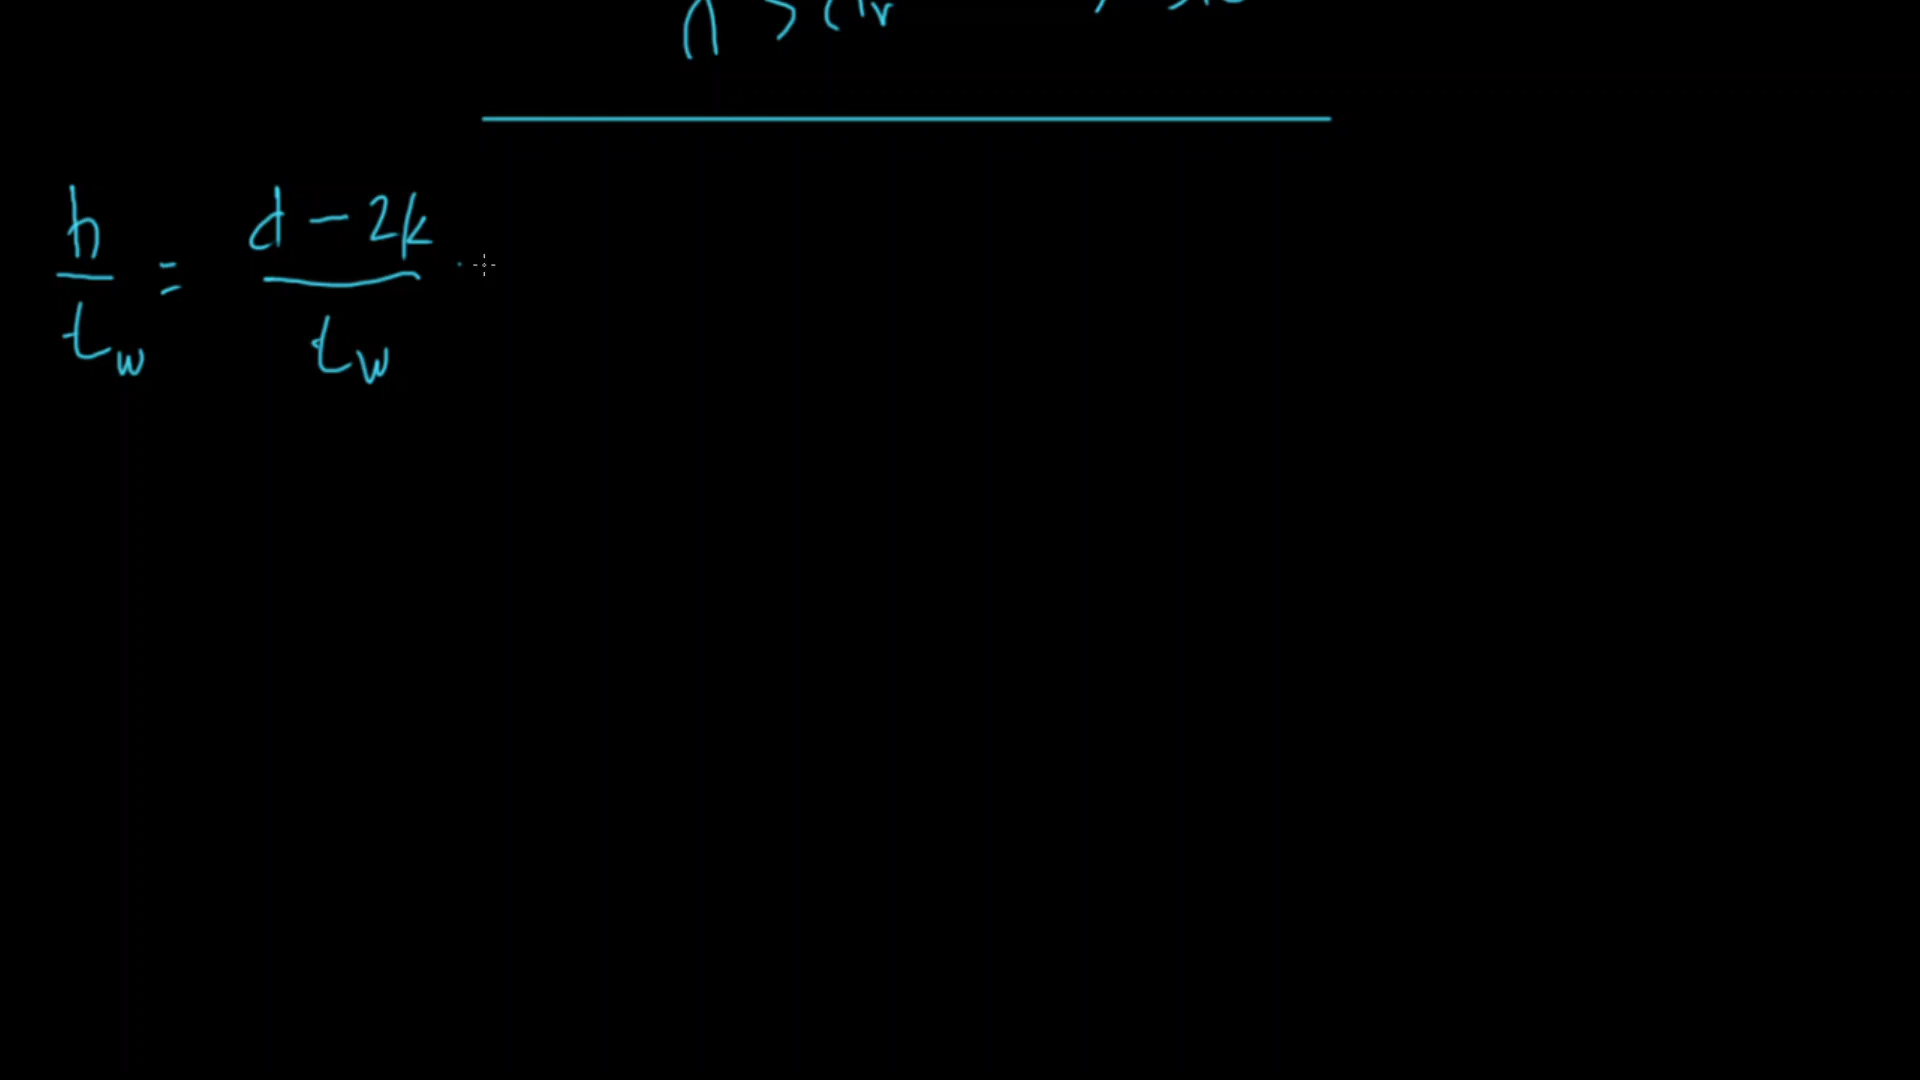 h/t_w = (d - 2k)/t_w